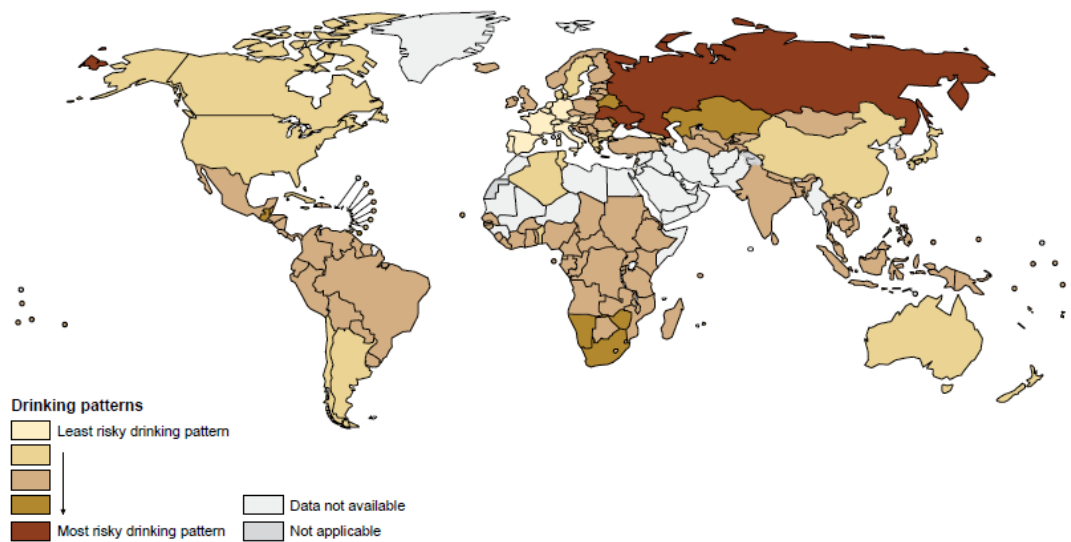 Drinking patterns
Least risky drinking pattern
Most risky drinking pattern
Data not available
Not applicable